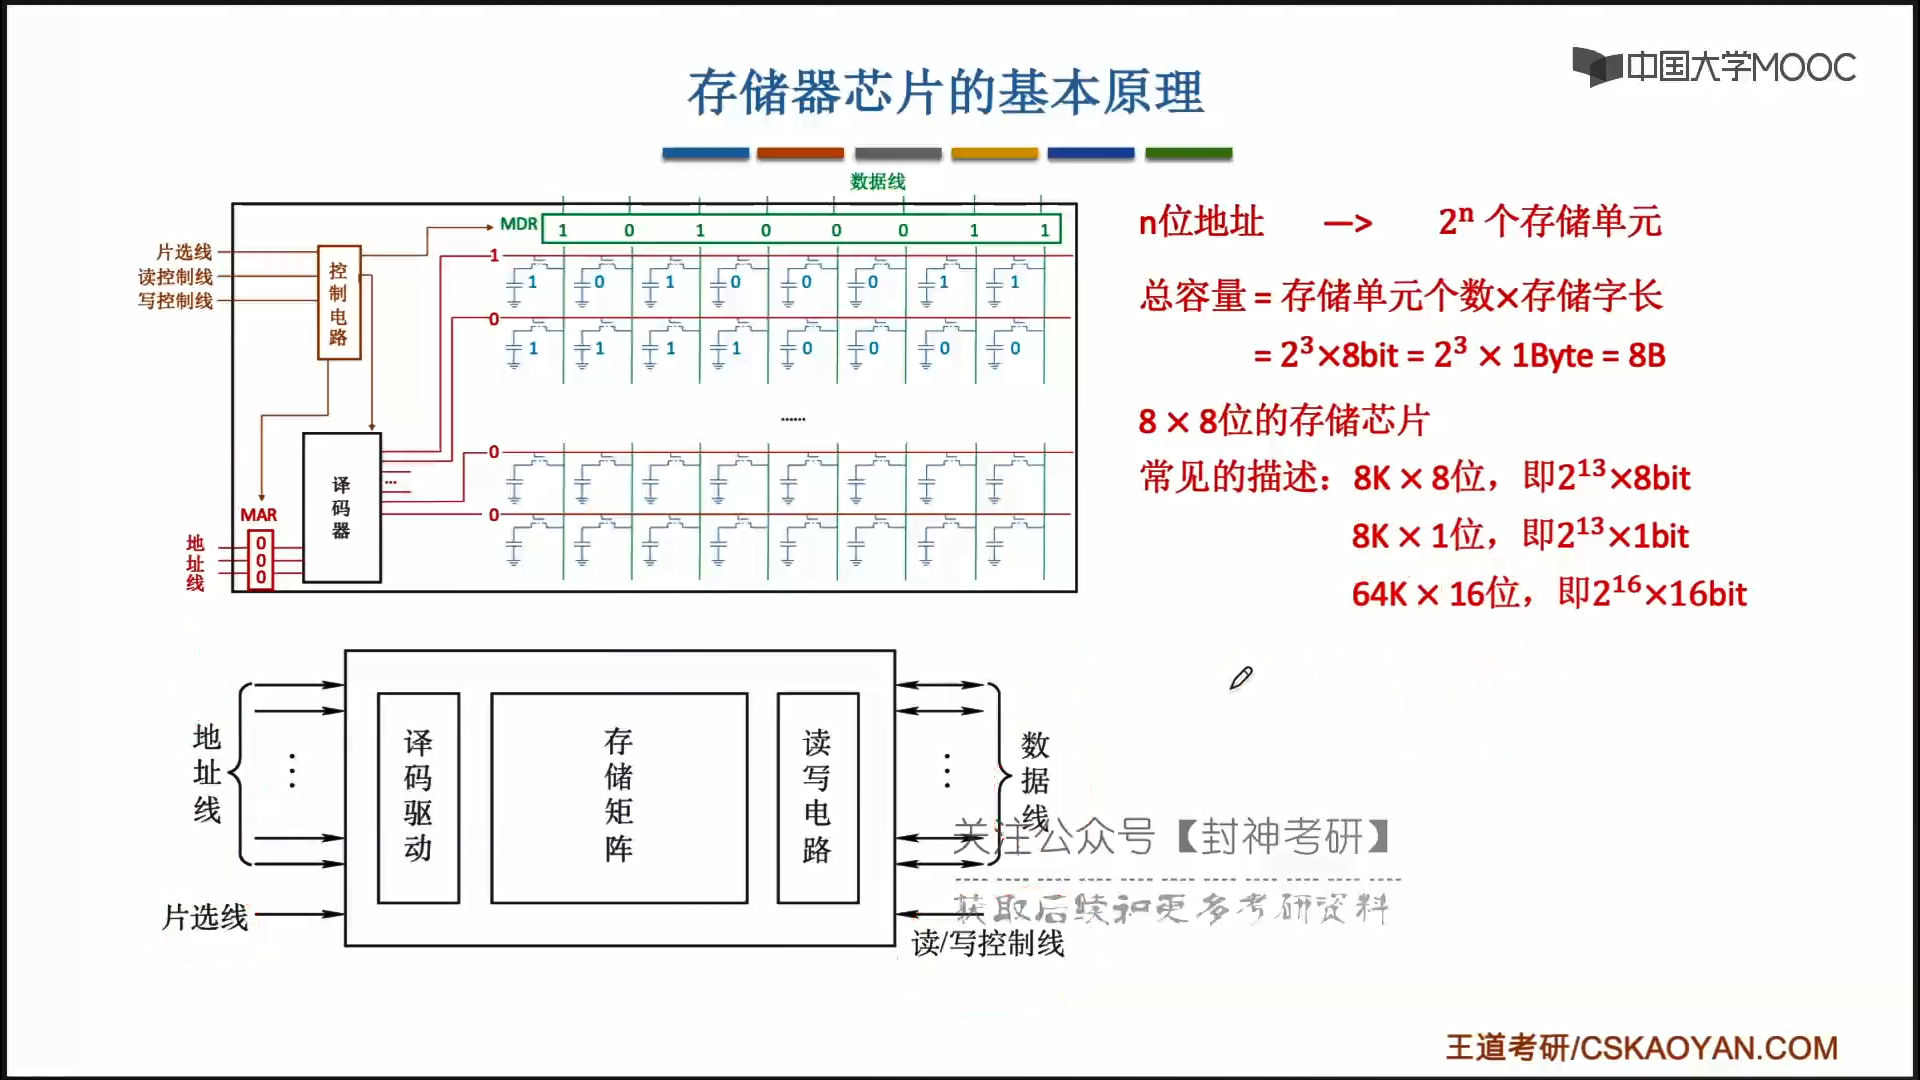 中国大学MOOC
存储器芯片的基本原理
数据线
MDR 1 0 1 0 0 0 1 1
片选线
读控制线
写控制线
控制电路
1
1 0 1 0 0 0 1 1
0
1 1 1 1 0 0 0 0
......
0
0
...
译码器
MAR
地址线
0
0
0
n位地址 —> 2ⁿ 个存储单元
总容量 = 存储单元个数×存储字长
= 2³×8bit = 2³ × 1Byte = 8B
8 × 8位的存储芯片
常见的描述：8K × 8位，即2¹³×8bit
8K × 1位，即2¹³×1bit
64K × 16位，即2¹⁶×16bit
地址线
译码驱动
存储矩阵
读写电路
数据线
片选线
读/写控制线
关注公众号【封神考研】
获取后续和更多考研资料
王道考研/CSKAOYAN.COM